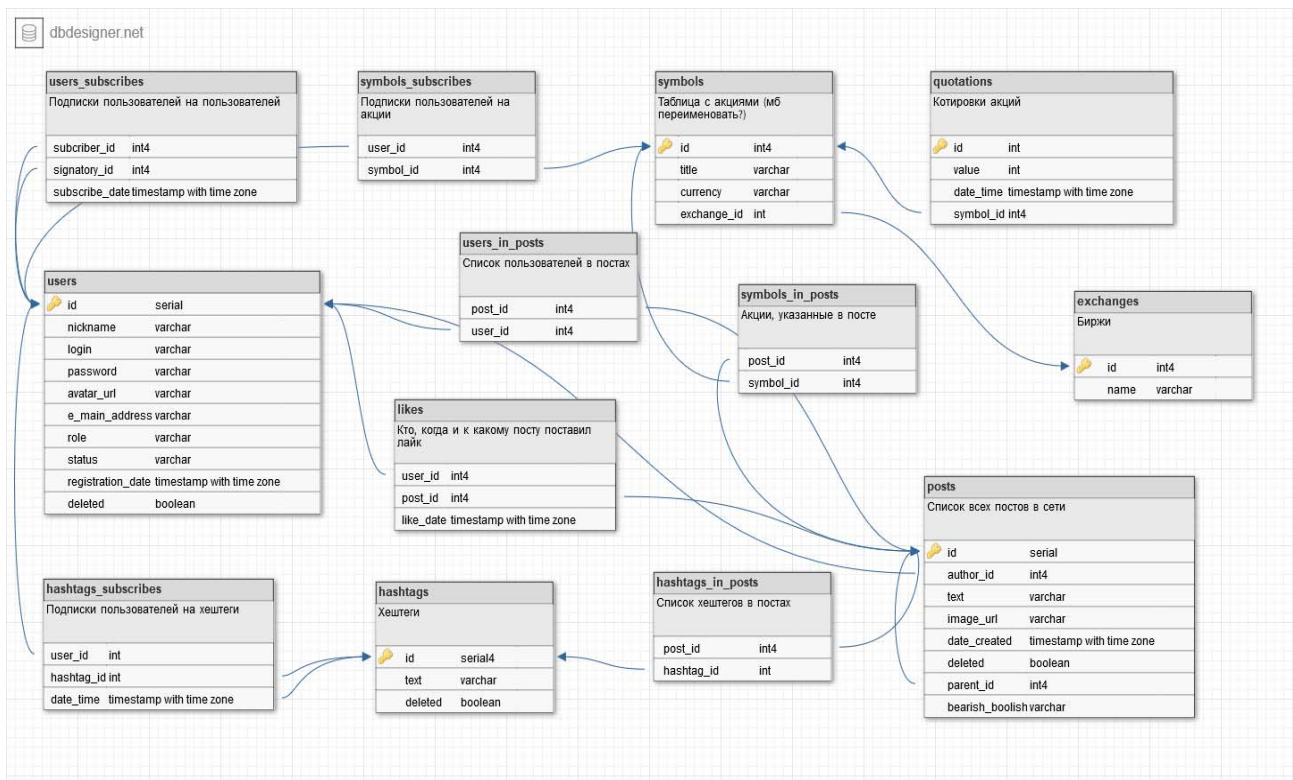 dbdesigner.net
users_subscribes
Подписки пользователей на пользователей
subcriber_id int4
signatory_id int4
subscribe_date timestamp with time zone
symbols_subscribes
Подписки пользователей на
акции
user_id int4
symbol_id int4
symbols
Таблица с акциями (мб
переименовать?)
id int4
title varchar
currency varchar
exchange_id int
quotations
Котировки акций
id int
value int
date_time timestamp with time zone
symbol_id int4
users_in_posts
Список пользователей в постах
post_id int4
user_id int4
users
id serial
nickname varchar
login varchar
password varchar
avatar_url varchar
e_main_address varchar
role varchar
status varchar
registration_date timestamp with time zone
deleted boolean
symbols_in_posts
Акции, указанные в посте
post_id int4
symbol_id int4
exchanges
Биржи
id int4
name varchar
likes
Кто, когда и к какому посту поставил
лайк
user_id int4
post_id int4
like_date timestamp with time zone
posts
Список всех постов в сети
id serial
author_id int4
text varchar
image_url varchar
date_created timestamp with time zone
deleted boolean
parent_id int4
bearish_boolish varchar
hashtags_subscribes
Подписки пользователей на хештеги
user_id int
hashtag_id int
date_time timestamp with time zone
hashtags
Хештеги
id serial4
text varchar
deleted boolean
hashtags_in_posts
Список хештегов в постах
post_id int4
hashtag_id int